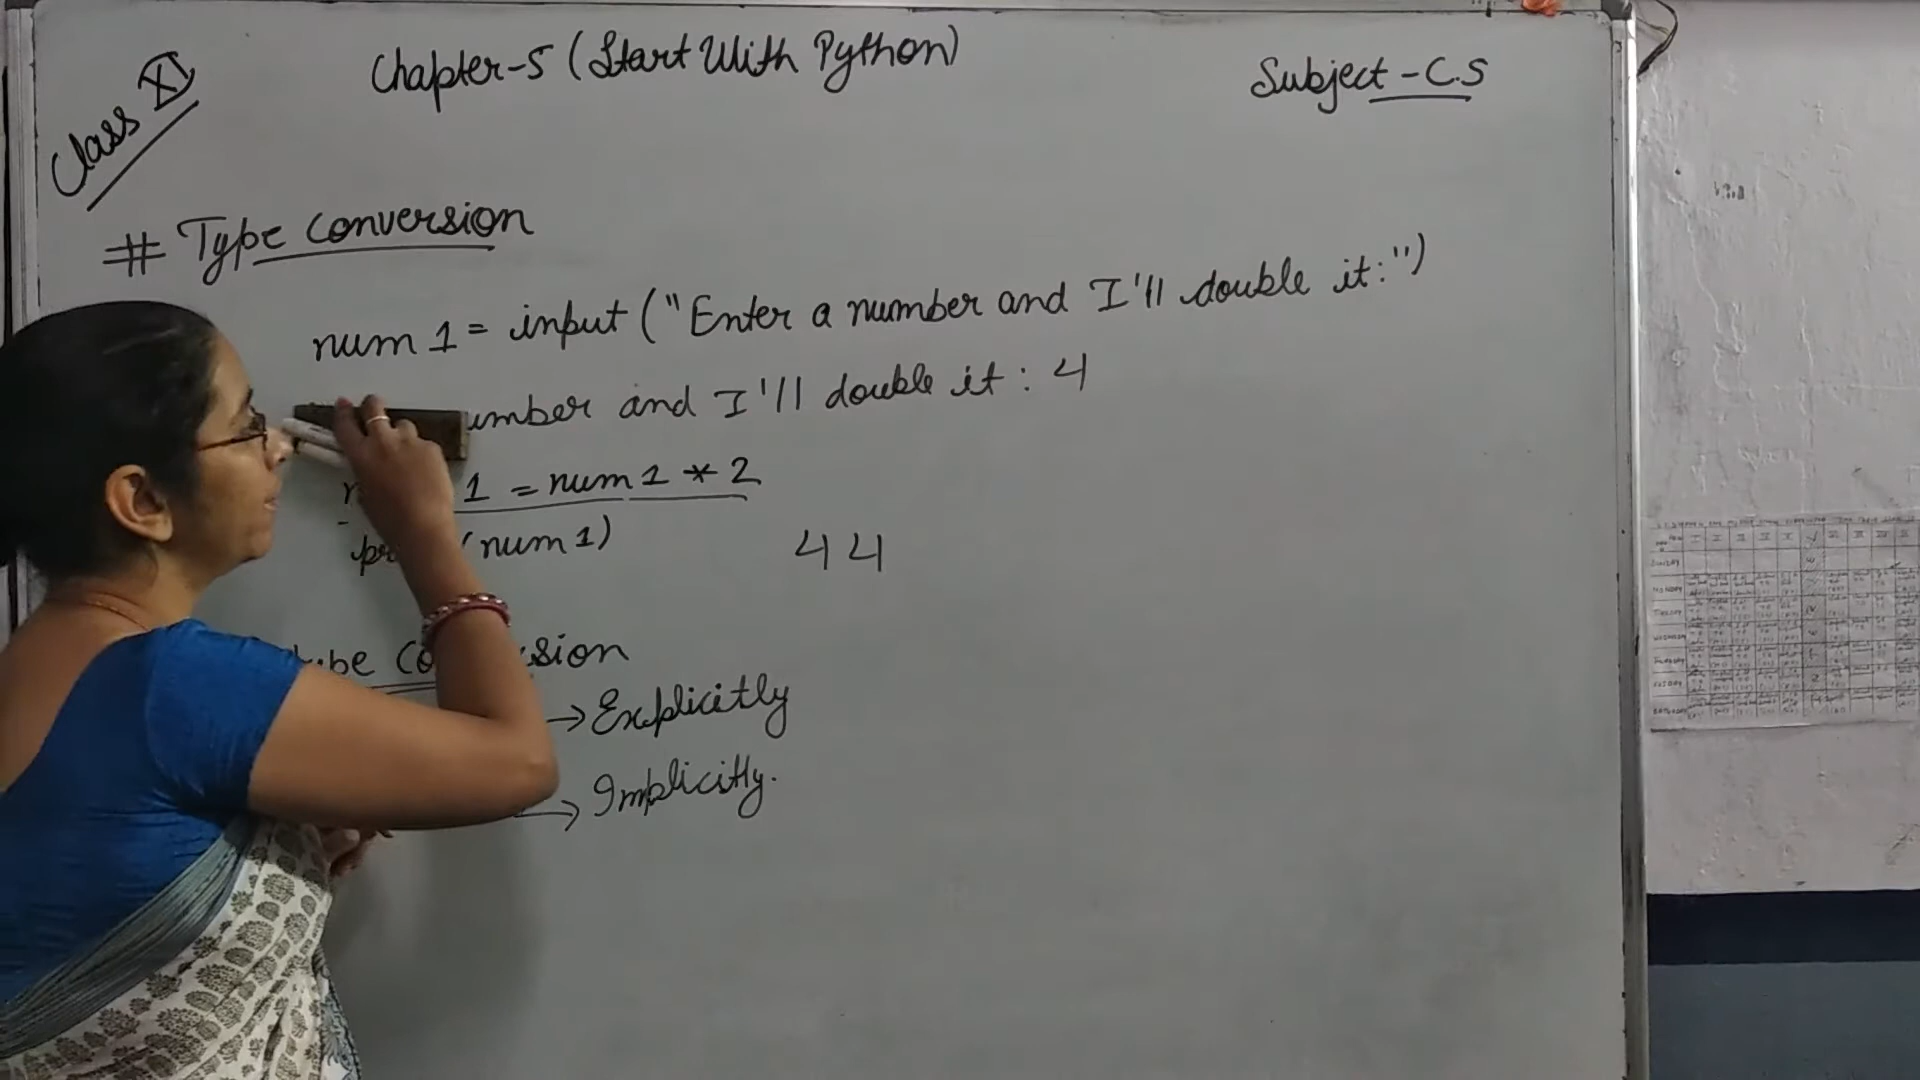 Class XI
Chapter-5 (Start With Python)
Subject - C.S
# Type Conversion
num 1 = input ("Enter a number and I'll double it:")
umber and I'll double it : 4
1 = num 1 * 2
(num 1)
44
sion
→ Explicitly
→ Implicitly.